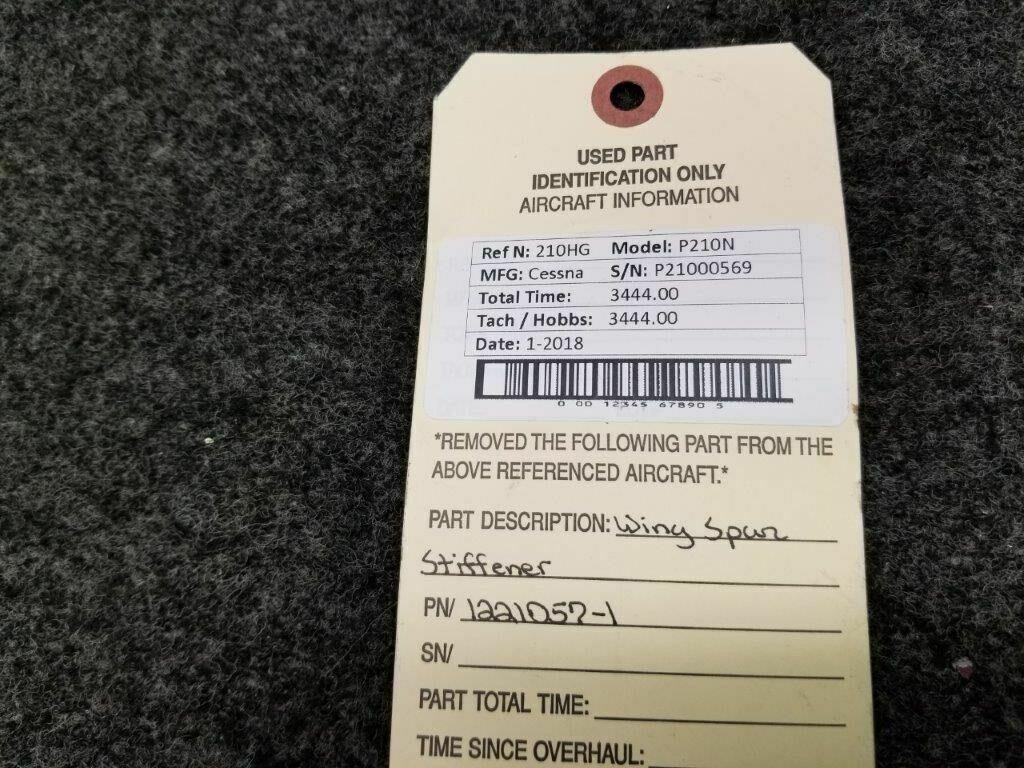 USED PART
IDENTIFICATION ONLY
AIRCRAFT INFORMATION
Ref N: 210HG Model: P210N
MFG: Cessna S/N: P21000569
Total Time: 3444.00
Tach / Hobbs: 3444.00
Date: 1-2018
0 00 12345 67890 5
*REMOVED THE FOLLOWING PART FROM THE
ABOVE REFERENCED AIRCRAFT.*
PART DESCRIPTION: Wing Spar
Stiffener
PN/ 1221057-1
SN/
PART TOTAL TIME:
TIME SINCE OVERHAUL: